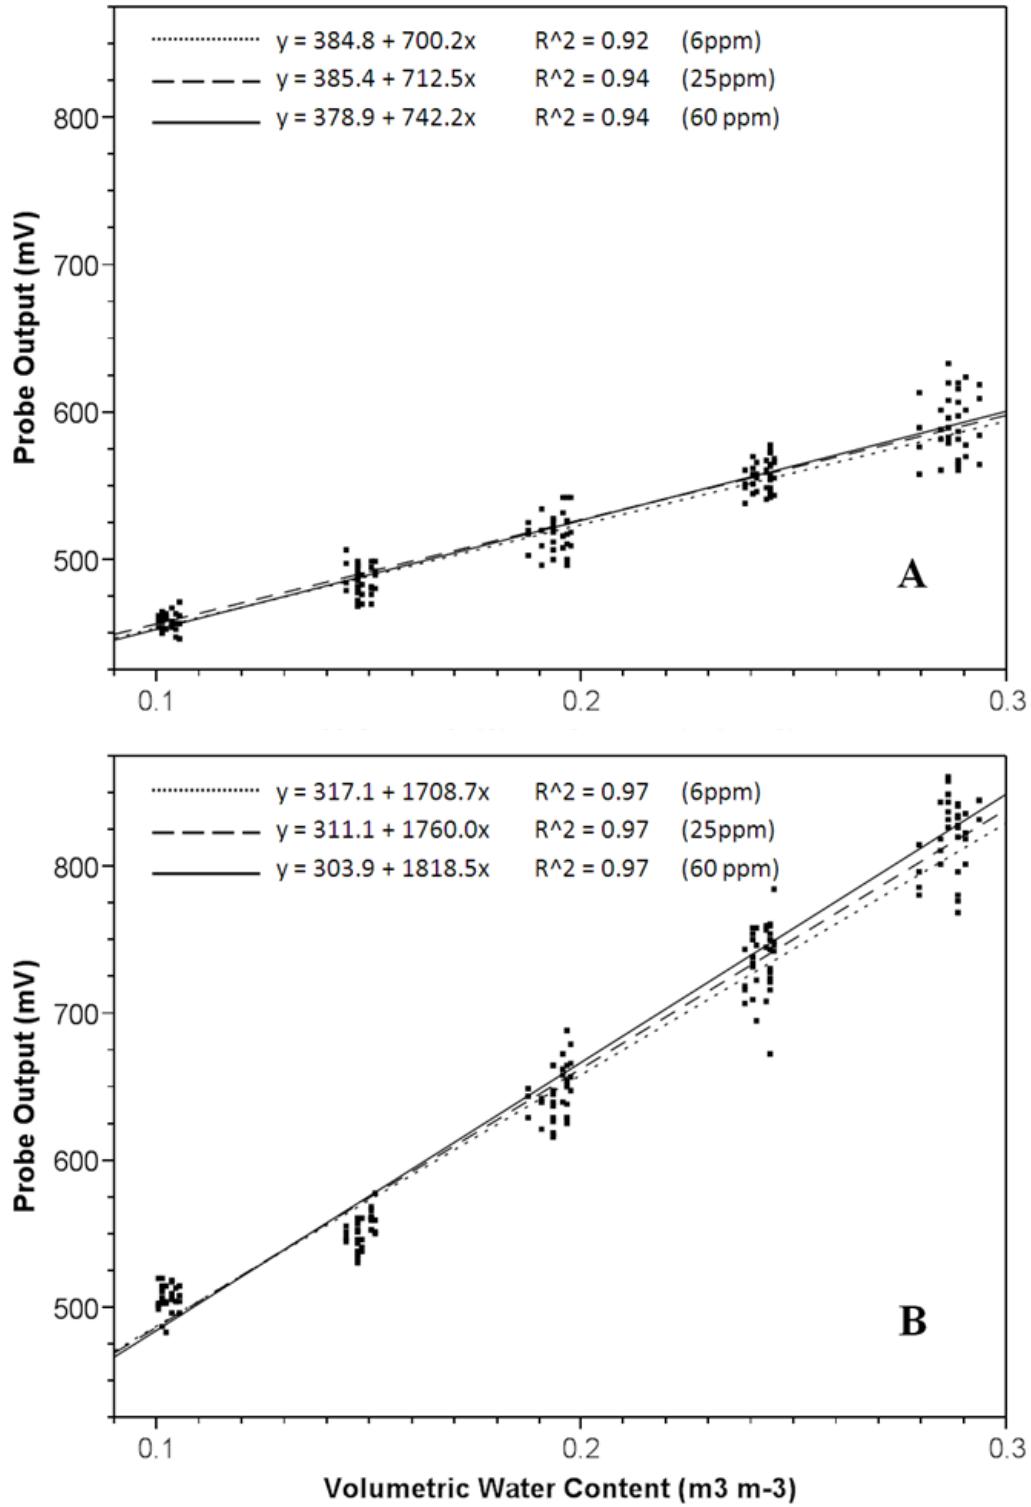 y = 384.8 + 700.2x R^2 = 0.92 (6ppm)
y = 385.4 + 712.5x R^2 = 0.94 (25ppm)
y = 378.9 + 742.2x R^2 = 0.94 (60 ppm)
800
700
600
500
Probe Output (mV)
A
0.1 0.2 0.3
y = 317.1 + 1708.7x R^2 = 0.97 (6ppm)
y = 311.1 + 1760.0x R^2 = 0.97 (25ppm)
y = 303.9 + 1818.5x R^2 = 0.97 (60 ppm)
800
700
600
500
Probe Output (mV)
B
0.1 0.2 0.3
Volumetric Water Content (m3 m-3)